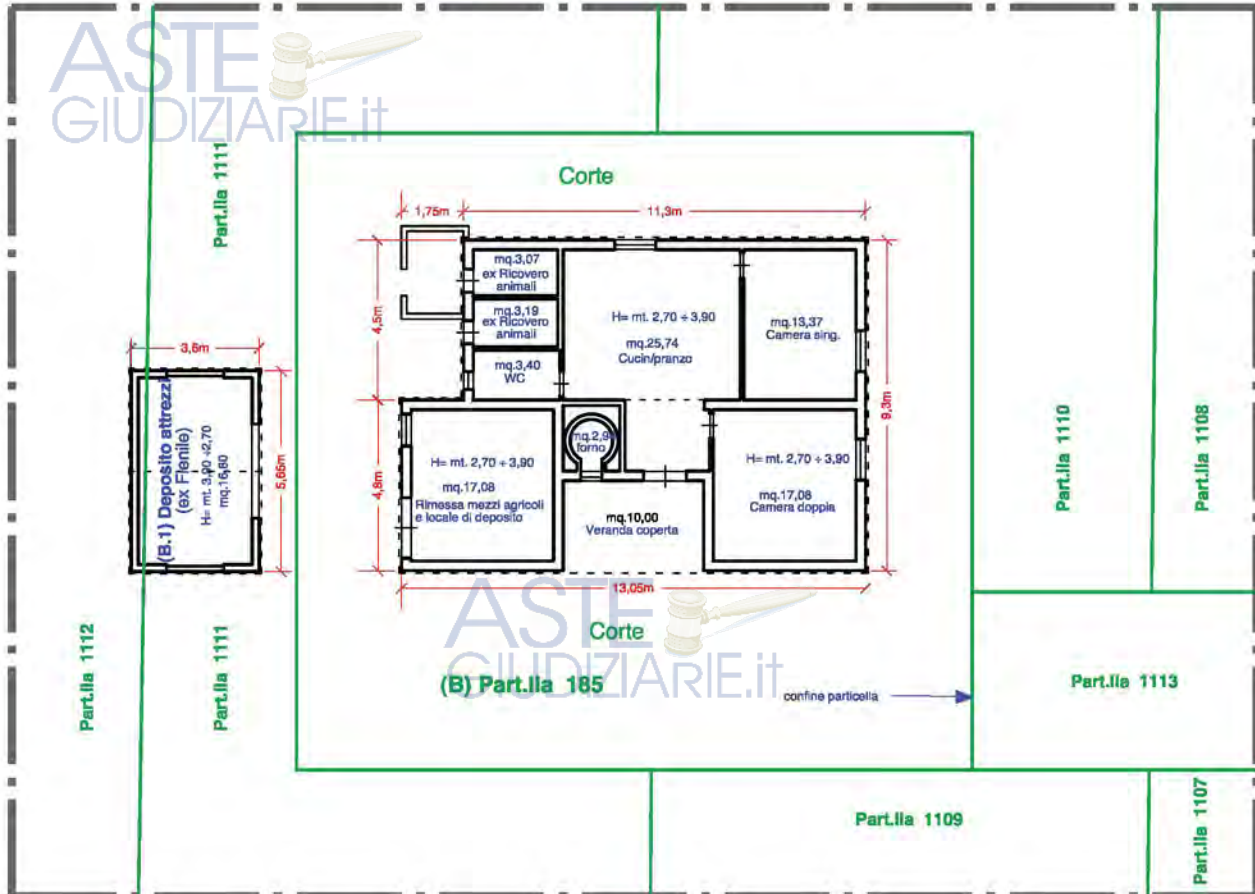 ASTE
GIUDIZIARIE.it
Part.lla 1111
Corte
1,75m
11,3m
mq.3,07
ex Ricovero
animali
mq.3,19
ex Ricovero
animali
mq.3,40
WC
H= mt. 2,70 ÷ 3,90
mq.25,74
Cucin/pranzo
mq.13,37
Camera sing.
4,5m
3,6m
9,3m
(B.1) Deposito attrezzi
(ex Fienile)
H= mt. 3,90 ÷2,70
mq.16,80
5,65m
4,8m
H= mt. 2,70 ÷ 3,90
mq.17,08
Rimessa mezzi agricoli
e locale di deposito
forno
H= mt. 2,70 ÷ 3,90
mq.17,08
Camera doppia
mq.10,00
Veranda coperta
Part.lla 1110
Part.lla 1108
13,05m
ASTE
GIUDIZIARIE.it
Corte
(B) Part.lla 185
confine particella
Part.lla 1112
Part.lla 1111
Part.lla 1113
Part.lla 1109
Part.lla 1107